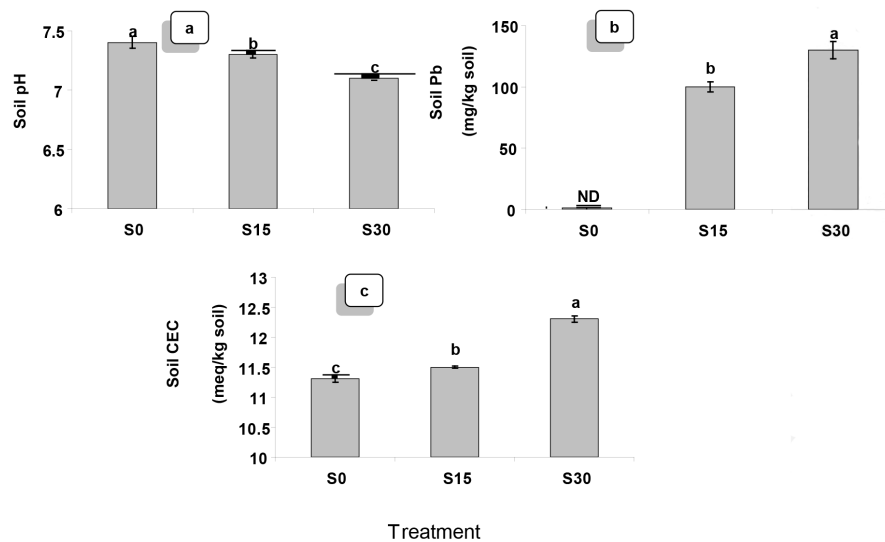 a
7.5
7
6.5
6
Soil pH
a
b
c
S0
S15
S30
b
150
100
50
0
Soil Pb
(mg/kg soil)
ND
b
a
S0
S15
S30
c
13
12.5
12
11.5
11
10.5
10
Soil CEC
(meq/kg soil)
c
b
a
S0
S15
S30
Treatment